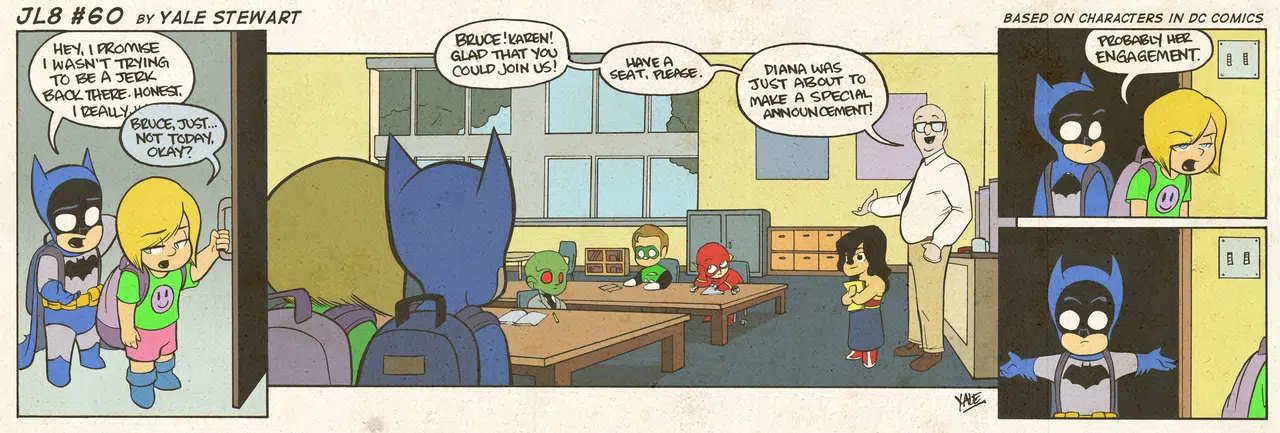 JL8 #60 BY YALE STEWART
BASED ON CHARACTERS IN DC COMICS
HEY, I PROMISE
I WASN'T TRYING
TO BE A JERK
BACK THERE. HONEST.
I REALLY
BRUCE, JUST...
NOT TODAY,
OKAY?
BRUCE! KAREN!
GLAD THAT YOU
COULD JOIN US!
HAVE A
SEAT, PLEASE.
DIANA WAS
JUST ABOUT TO
MAKE A SPECIAL
ANNOUNCEMENT!
YALE
PROBABLY HER
ENGAGEMENT.